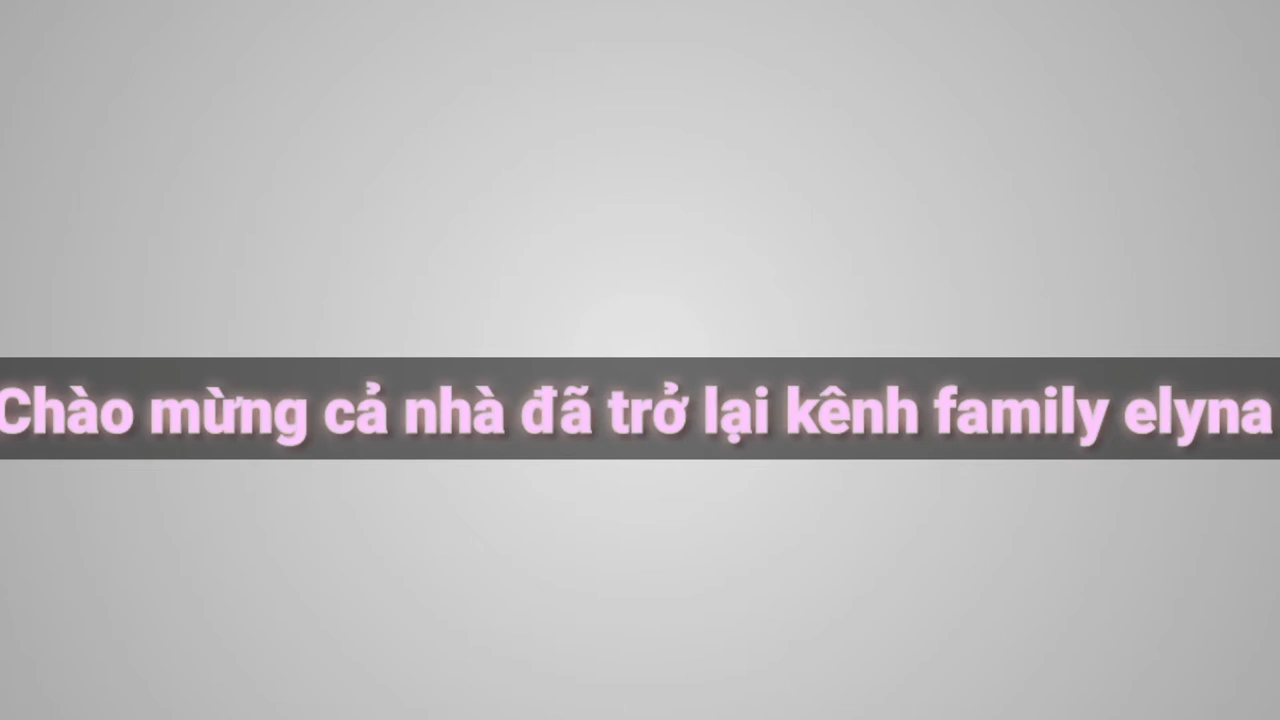 Chào mừng cả nhà đã trở lại kênh family elyna